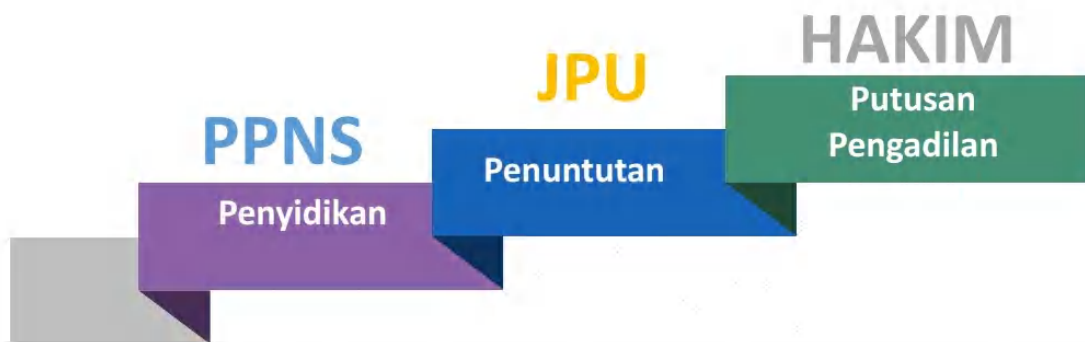 PPNS
Penyidikan
JPU
Penuntutan
HAKIM
Putusan
Pengadilan